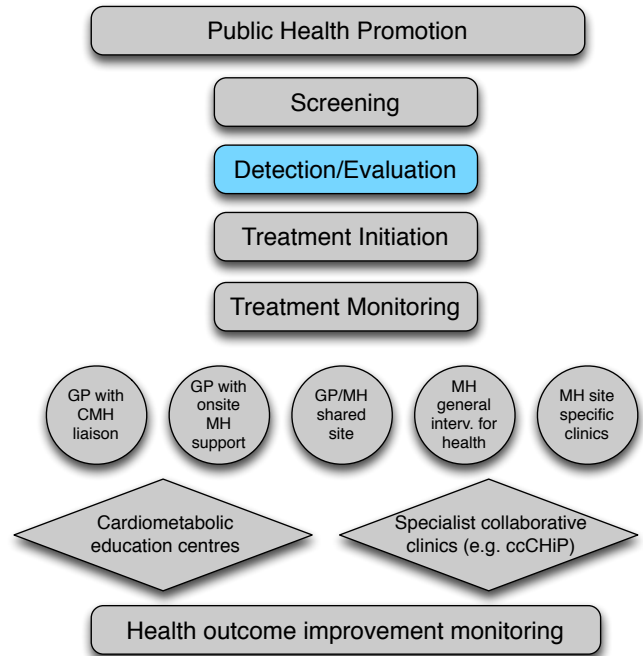 Public Health Promotion
Screening
Detection/Evaluation
Treatment Initiation
Treatment Monitoring
GP with
CMH
liaison
GP with
onsite
MH
support
GP/MH
shared
site
MH
general
interv. for
health
MH site
specific
clinics
Cardiometabolic
education centres
Specialist collaborative
clinics (e.g. ccCHiP)
Health outcome improvement monitoring